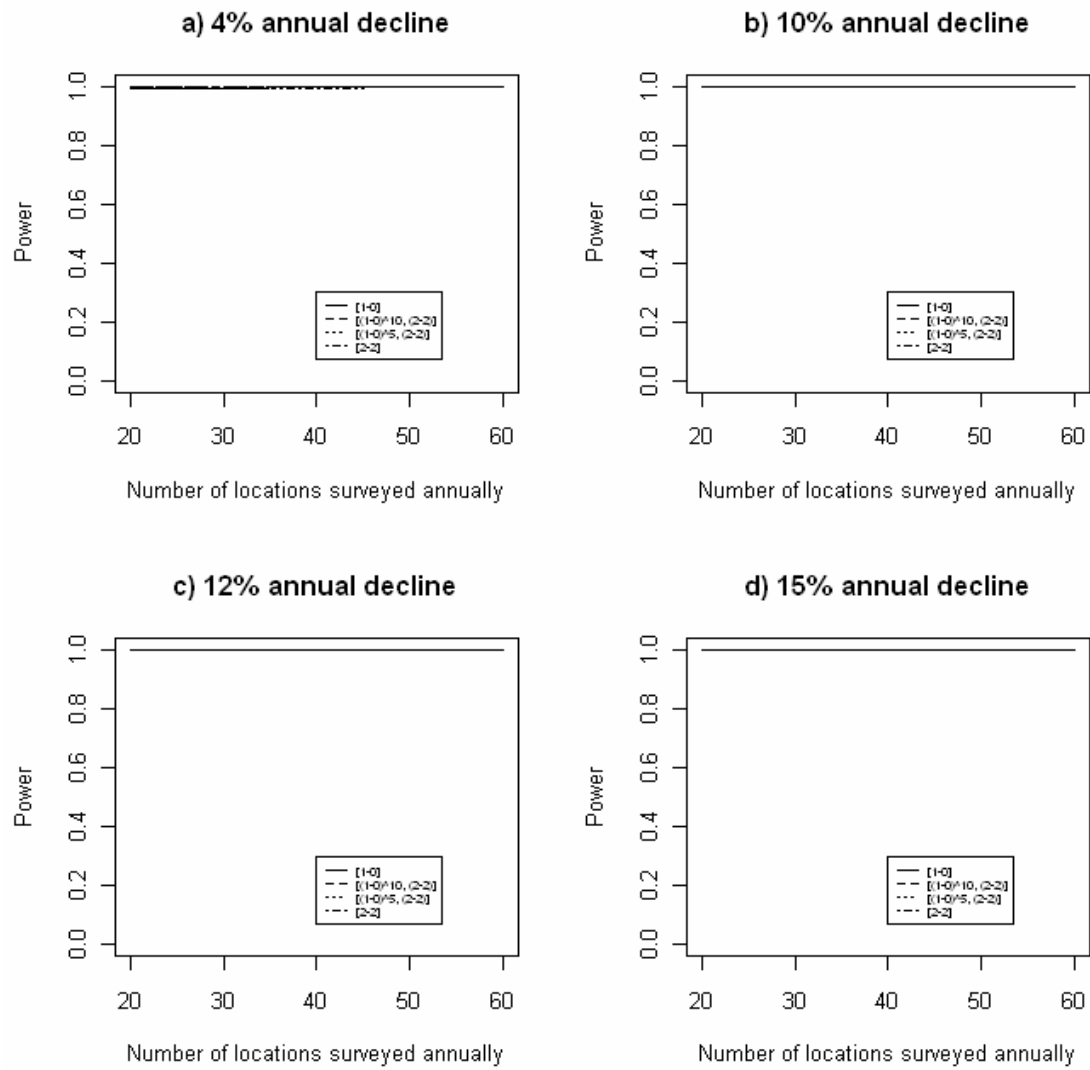 a) 4% annual decline
Power
1.0
0.8
0.6
0.4
0.2
0.0
[1-0]
[(1-0)^10, (2-2)]
[(1-0)^5, (2-2)]
[2-2]
20 30 40 50 60
Number of locations surveyed annually
b) 10% annual decline
Power
1.0
0.8
0.6
0.4
0.2
0.0
[1-0]
[(1-0)^10, (2-2)]
[(1-0)^5, (2-2)]
[2-2]
20 30 40 50 60
Number of locations surveyed annually
c) 12% annual decline
Power
1.0
0.8
0.6
0.4
0.2
0.0
[1-0]
[(1-0)^10, (2-2)]
[(1-0)^5, (2-2)]
[2-2]
20 30 40 50 60
Number of locations surveyed annually
d) 15% annual decline
Power
1.0
0.8
0.6
0.4
0.2
0.0
[1-0]
[(1-0)^10, (2-2)]
[(1-0)^5, (2-2)]
[2-2]
20 30 40 50 60
Number of locations surveyed annually